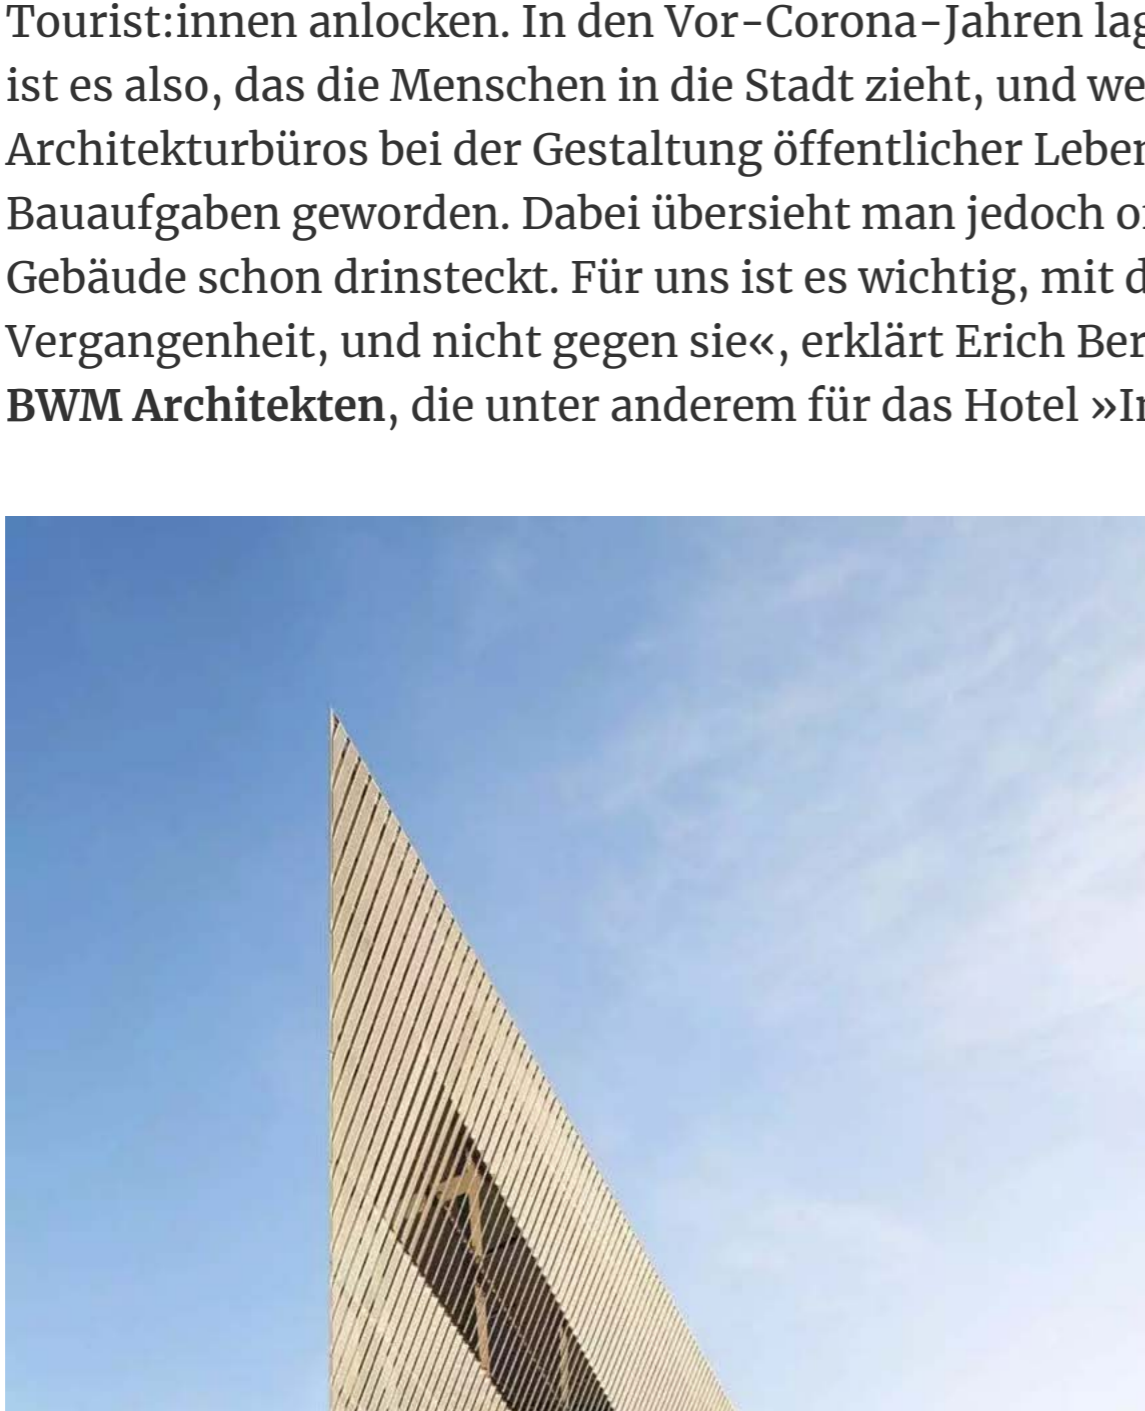 Tourist:innen anlocken. In den Vor-Corona-Jahren
ist es also, das die Menschen in die Stadt zieht, und
Architekturbüros bei der Gestaltung öffentlicher
Bauaufgaben geworden. Dabei übersieht man jedoch
Gebäude schon drinsteckt. Für uns ist es wichtig, mit
Vergangenheit, und nicht gegen sie«, erklärt Erich
BWM Architekten, die unter anderem für das Hotel